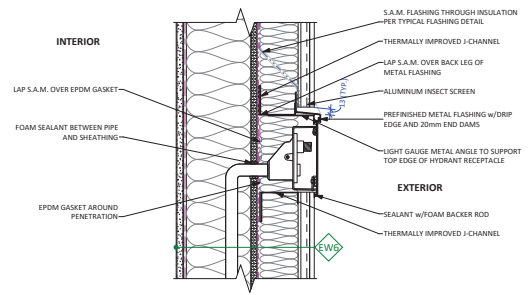 S.A.M. FLASHING THROUGH INSULATION
PER TYPICAL FLASHING DETAIL
INTERIOR
THERMALLY IMPROVED J-CHANNEL
LAP S.A.M. OVER BACK LEG OF
METAL FLASHING
LAP S.A.M. OVER EPDM GASKET
ALUMINUM INSECT SCREEN
13 (TYP.)
PREFINISHED METAL FLASHING w/DRIP
EDGE AND 20mm END DAMS
FOAM SEALANT BETWEEN PIPE
AND SHEATHING
LIGHT GAUGE METAL ANGLE TO SUPPORT
TOP EDGE OF HYDRANT RECEPTACLE
EXTERIOR
EPDM GASKET AROUND
PENETRATION
SEALANT w/FOAM BACKER ROD
THERMALLY IMPROVED J-CHANNEL
EW6